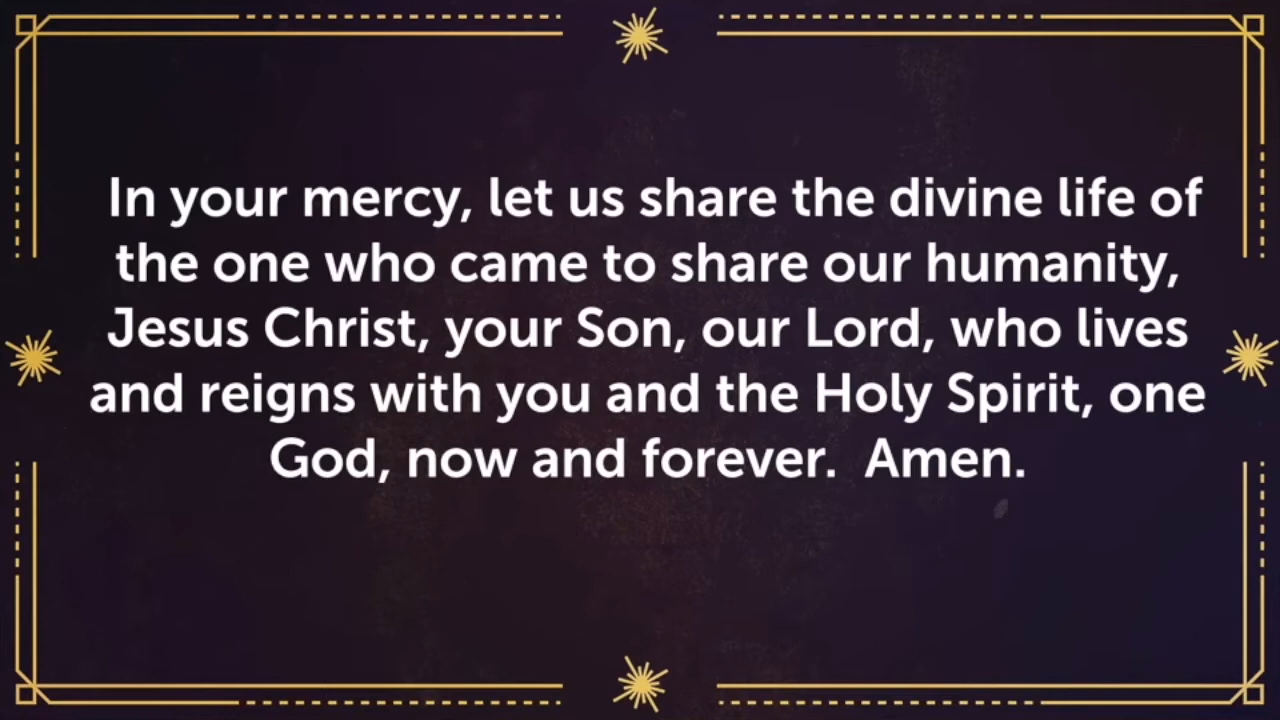 In your mercy, let us share the divine life of
the one who came to share our humanity,
Jesus Christ, your Son, our Lord, who lives
and reigns with you and the Holy Spirit, one
God, now and forever.  Amen.